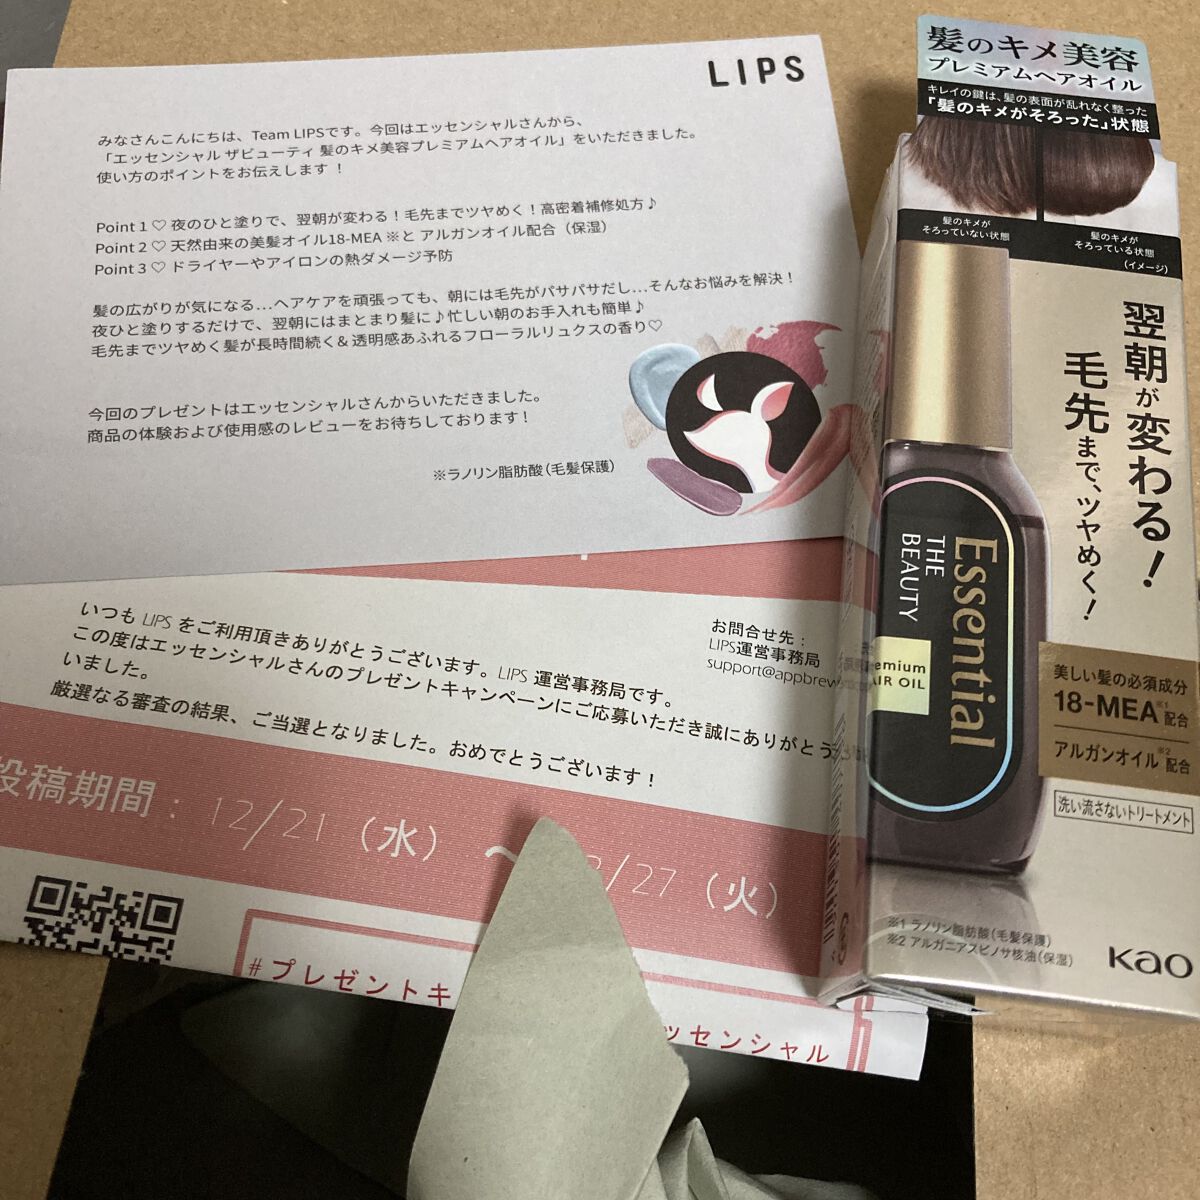 LIPS
みなさんこんにちは、Team LIPSです。今回はエッセンシャルさんから、
「エッセンシャル ザビューティ 髪のキメ美容プレミアムヘアオイル」をいただきました。
使い方のポイントをお伝えします！
Point 1 ♡ 夜のひと塗りで、翌朝が変わる！毛先までツヤめく！高密着補修処方♪
Point 2 ♡ 天然由来の美髪オイル18-MEA ※と アルガンオイル配合（保湿）
Point 3 ♡ ドライヤーやアイロンの熱ダメージ予防
髪の広がりが気になる…ヘアケアを頑張っても、朝には毛先がパサパサだし…そんなお悩みを解決！
夜ひと塗りするだけで、翌朝にはまとまり髪に♪忙しい朝のお手入れも簡単♪
毛先までツヤめく髪が長時間続く& 透明感あふれるフローラルリュクスの香り♡
今回のプレゼントはエッセンシャルさんからいただきました。
商品の体験および使用感のレビューをお待ちしております！
※ラノリン脂肪酸（毛髪保護）
いつも LIPS をご利用頂きありがとうございます。LIPS 運営事務局です。
この度はエッセンシャルさんのプレゼントキャンペーンにご応募いただき誠にありがとう
いました。
厳選なる審査の結果、ご当選となりました。おめでとうございます！
お問合せ先：
LIPS運営事務局
support@appbrew
投稿期間： 12/21（水） 〜 /27（火）
#プレゼントキ
ッセンシャル
髪のキメ美容
プレミアムヘアオイル
キレイの鍵は、髪の表面が乱れなく整った
「髪のキメがそろった」状態
髪のキメが
そろっていない状態
髪のキメが
そろっている状態
（イメージ）
翌朝が変わる！
毛先まで、ツヤめく！
Essential
THE
BEAUTY
emium
AIR OIL
美しい髪の必須成分
18-MEA※1配合
アルガンオイル※2配合
洗い流さないトリートメント
※1 ラノリン脂肪酸（毛髪保護）
※2 アルガニアスピノサ核油（保湿）
Kao